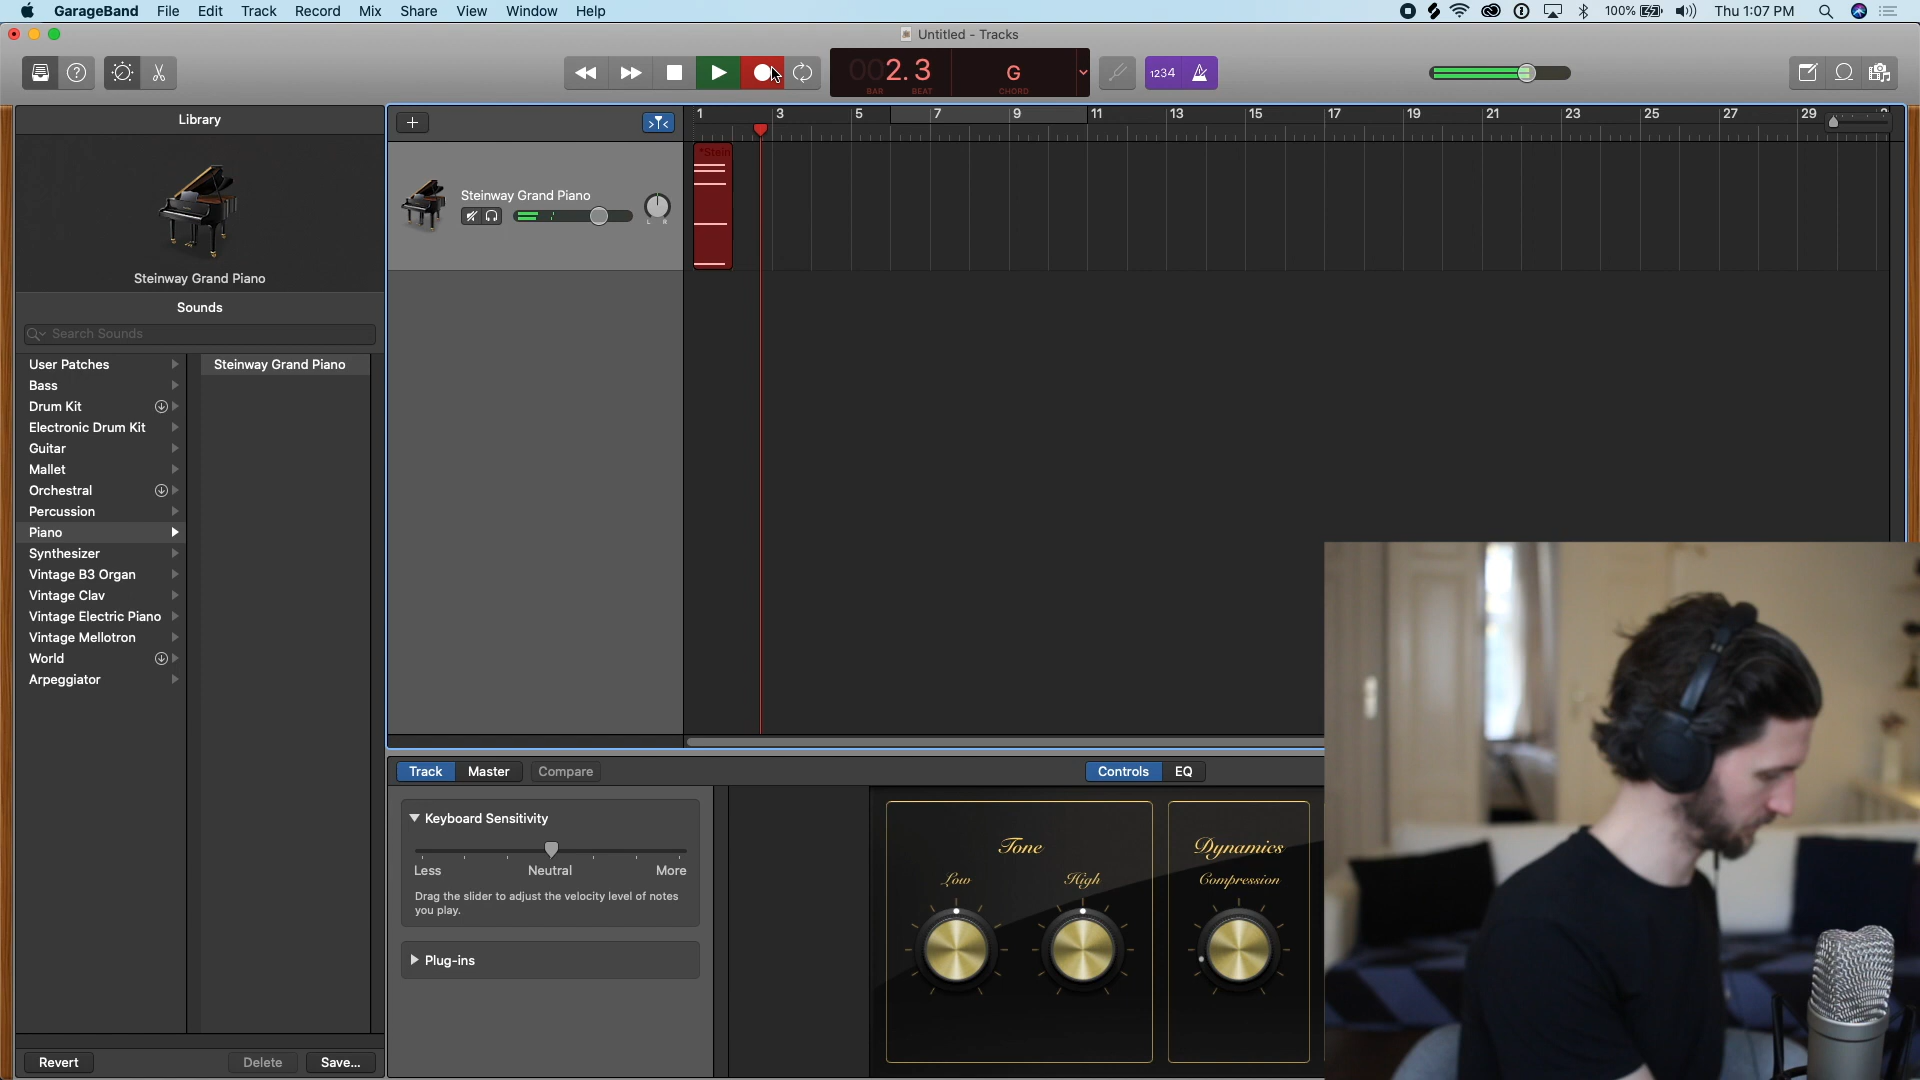 GarageBand File Edit Track Record Mix Share View Window Help
100% Thu 1:07 PM
Untitled - Tracks
002.3 G
BAR BEAT CHORD
1234
Library
1 3 5 7 9 11 13 15 17 19 21 23 25 27 29
*Stein
Steinway Grand Piano
L R
Steinway Grand Piano
Sounds
Search Sounds
User Patches
Steinway Grand Piano
Bass
Drum Kit
Electronic Drum Kit
Guitar
Mallet
Orchestral
Percussion
Piano
Synthesizer
Vintage B3 Organ
Vintage Clav
Vintage Electric Piano
Vintage Mellotron
World
Arpeggiator
Track Master Compare
Controls EQ
Keyboard Sensitivity
Less Neutral More
Drag the slider to adjust the velocity level of notes
you play.
Plug-ins
Tone
Low High
Dynamics
Compression
Revert Delete Save...